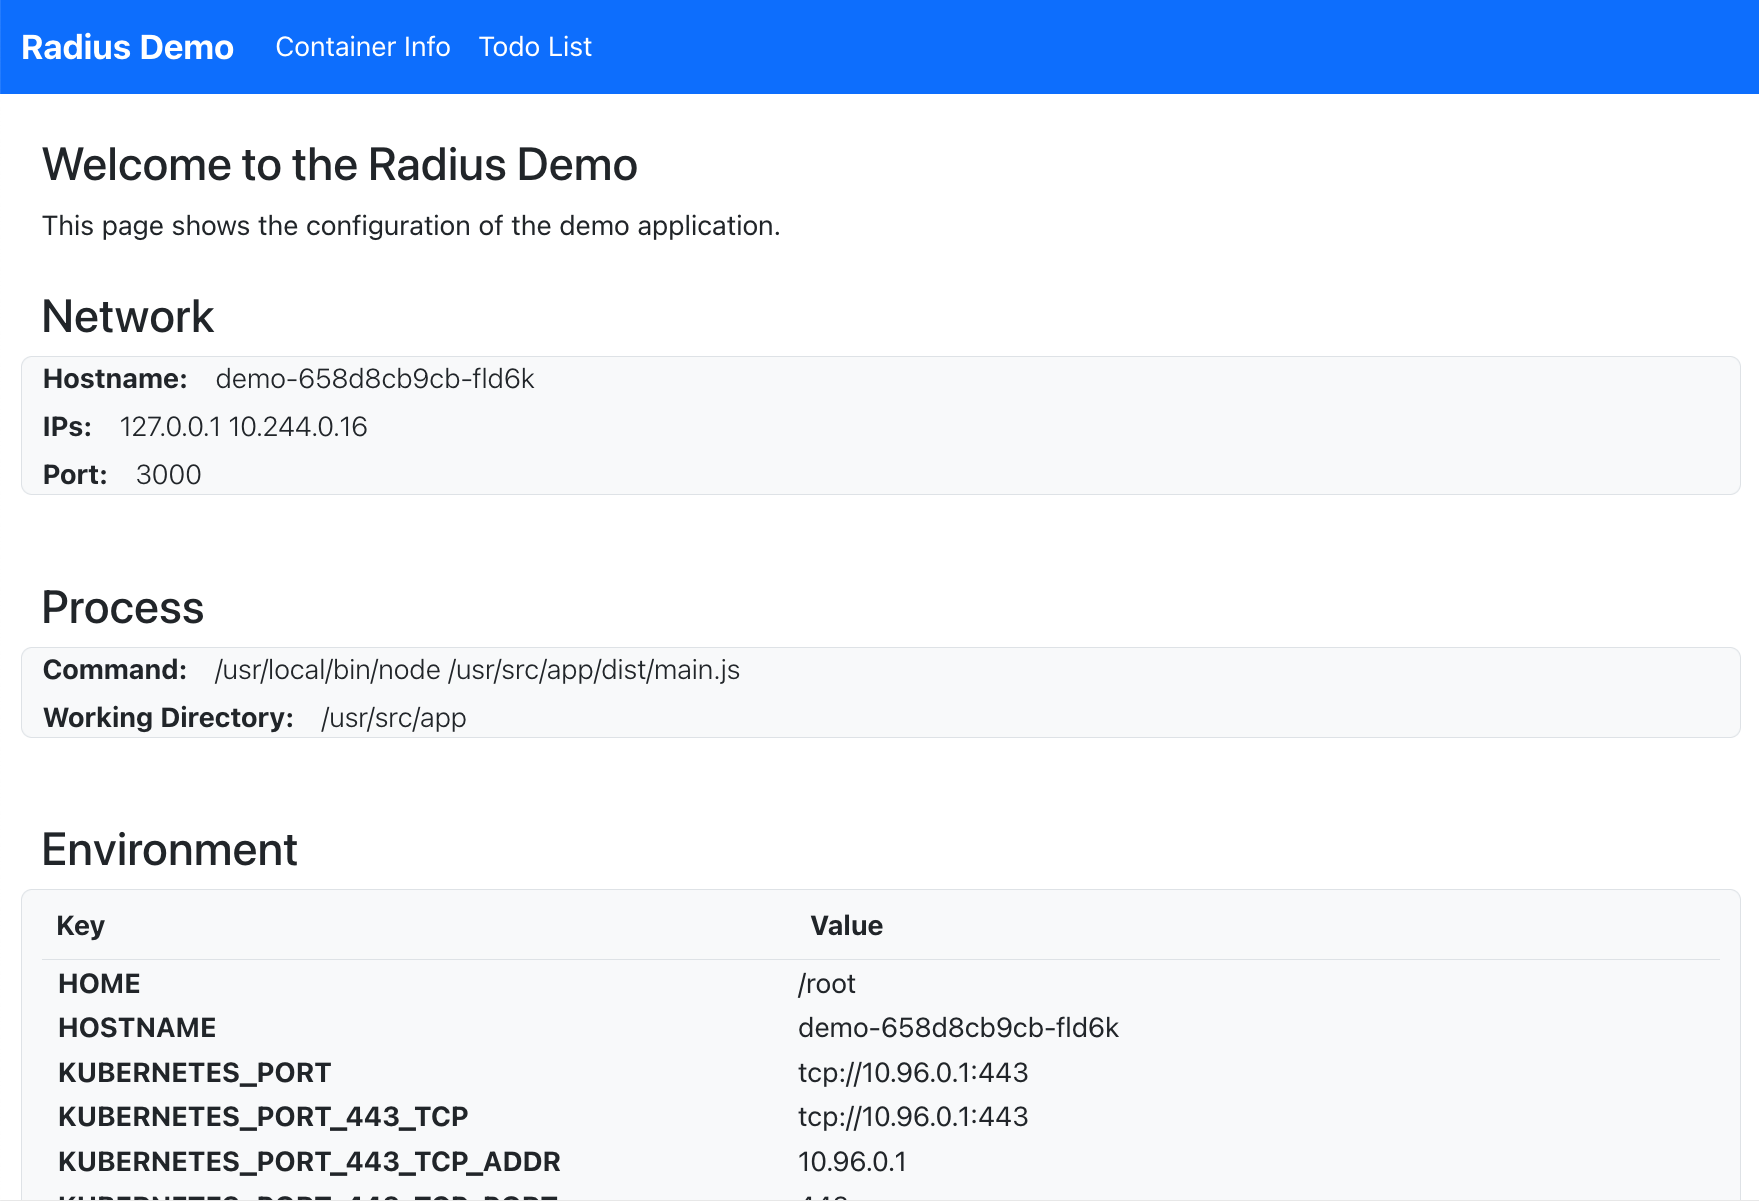 Radius Demo Container Info Todo List
Welcome to the Radius Demo
This page shows the configuration of the demo application.
Network
Hostname: demo-658d8cb9cb-fld6k
IPs: 127.0.0.1 10.244.0.16
Port: 3000
Process
Command: /usr/local/bin/node /usr/src/app/dist/main.js
Working Directory: /usr/src/app
Environment
Key Value
HOME /root
HOSTNAME demo-658d8cb9cb-fld6k
KUBERNETES_PORT tcp://10.96.0.1:443
KUBERNETES_PORT_443_TCP tcp://10.96.0.1:443
KUBERNETES_PORT_443_TCP_ADDR 10.96.0.1